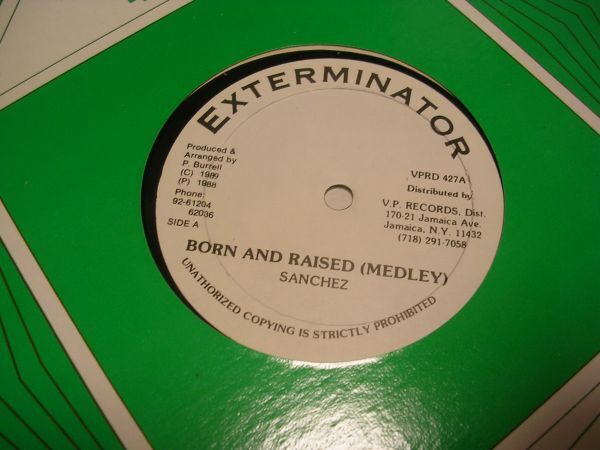 EXTERMINATOR
Produced &
Arranged by
P. Burrell
(C) 1989
(P) 1988
Phone:
92-61204
62036
SIDE A
VPRD 427A
Distributed by
V.P. RECORDS, Dist.
170-21 Jamaica Ave.
Jamaica, N.Y. 11432
(718) 291-7058
BORN AND RAISED (MEDLEY)
SANCHEZ
UNATHORIZED COPYING IS STRICTLY PROHIBITED